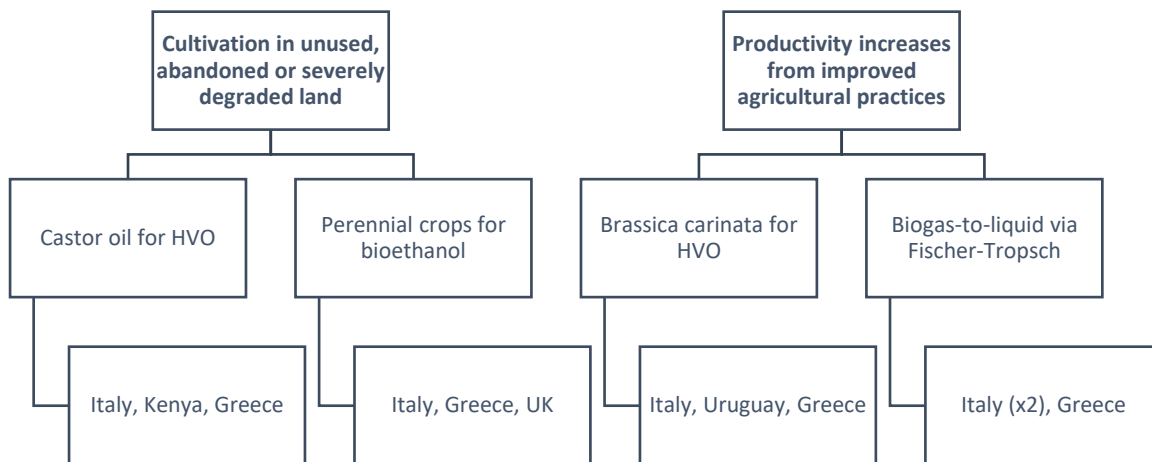 Cultivation in unused,
abandoned or severely
degraded land
Productivity increases
from improved
agricultural practices
Castor oil for HVO
Perennial crops for
bioethanol
Brassica carinata for
HVO
Biogas-to-liquid via
Fischer-Tropsch
Italy, Kenya, Greece
Italy, Greece, UK
Italy, Uruguay, Greece
Italy (x2), Greece